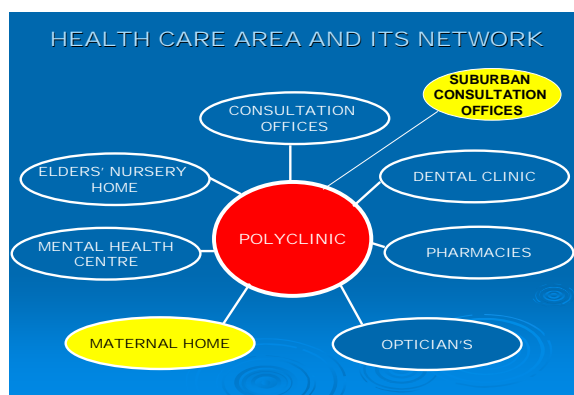 HEALTH CARE AREA AND ITS NETWORK
SUBURBAN
CONSULTATION
OFFICES
CONSULTATION
OFFICES
ELDERS' NURSERY
HOME
DENTAL CLINIC
POLYCLINIC
MENTAL HEALTH
CENTRE
PHARMACIES
MATERNAL HOME
OPTICIAN'S